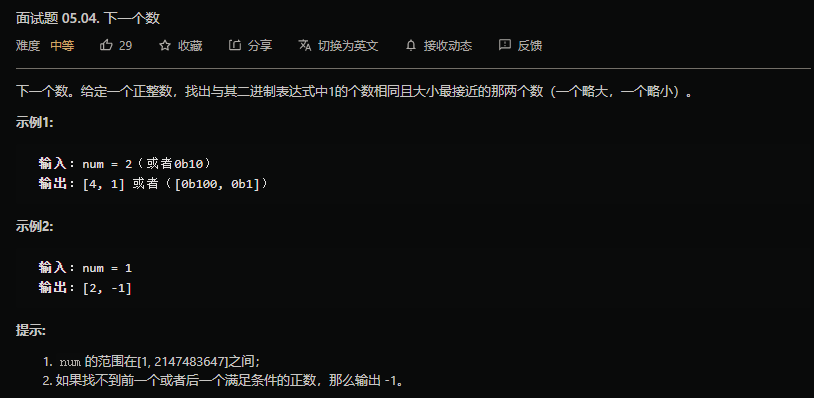 面试题 05.04. 下一个数
难度 中等 29 收藏 分享 切换为英文 接收动态 反馈
下一个数。给定一个正整数，找出与其二进制表达式中1的个数相同且大小最接近的那两个数（一个略大，一个略小）。
示例1:
输入：num = 2（或者0b10）
输出：[4, 1] 或者（[0b100, 0b1]）
示例2:
输入：num = 1
输出：[2, -1]
提示:
1. num 的范围在[1, 2147483647]之间；
2. 如果找不到前一个或者后一个满足条件的正数，那么输出 -1。